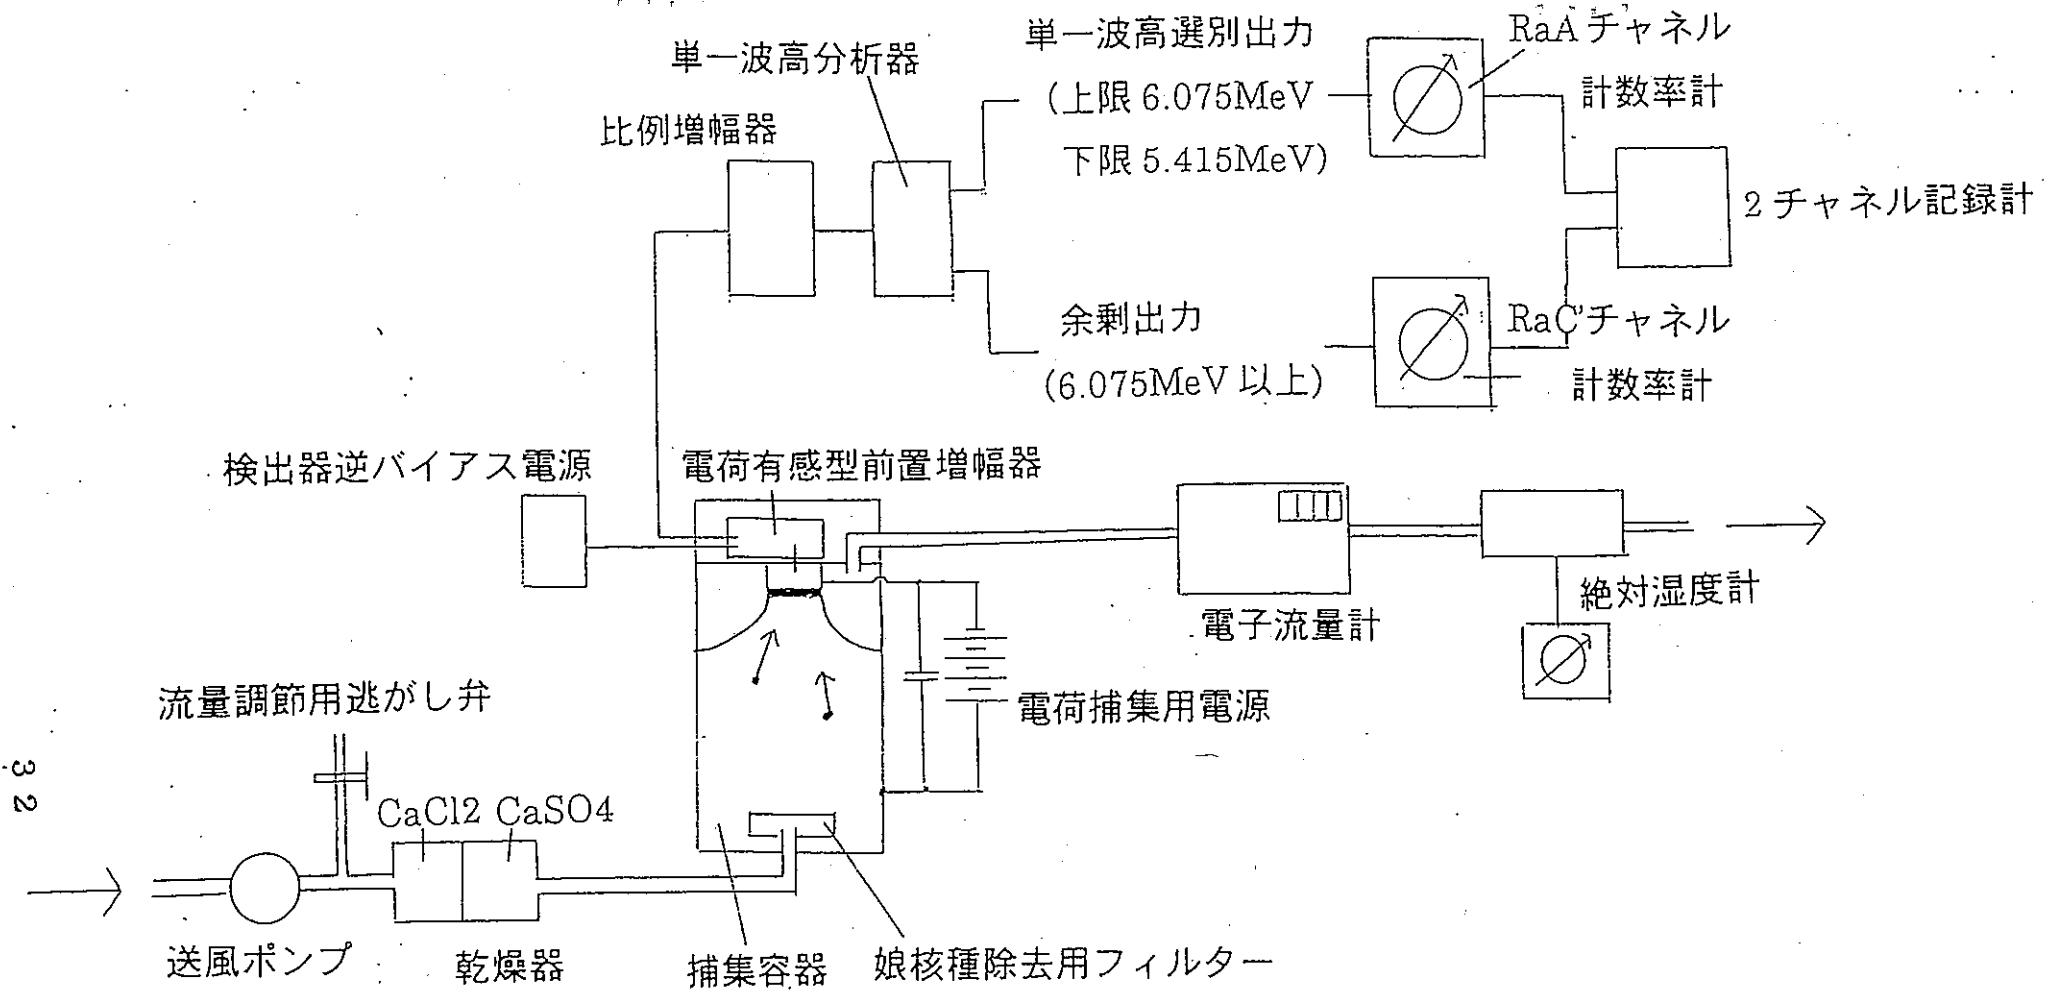 単一波高分析器
比例増幅器
単一波高選別出力
(上限 6.075MeV
下限 5.415MeV)
RaA チャネル
計数率計
2 チャネル記録計
余剰出力
(6.075MeV 以上)
RaC'チャネル
計数率計
検出器逆バイアス電源
電荷有感型前置増幅器
電子流量計
絶対湿度計
流量調節用逃がし弁
電荷捕集用電源
CaCl2 CaSO4
送風ポンプ
乾燥器
捕集容器
娘核種除去用フィルター
32